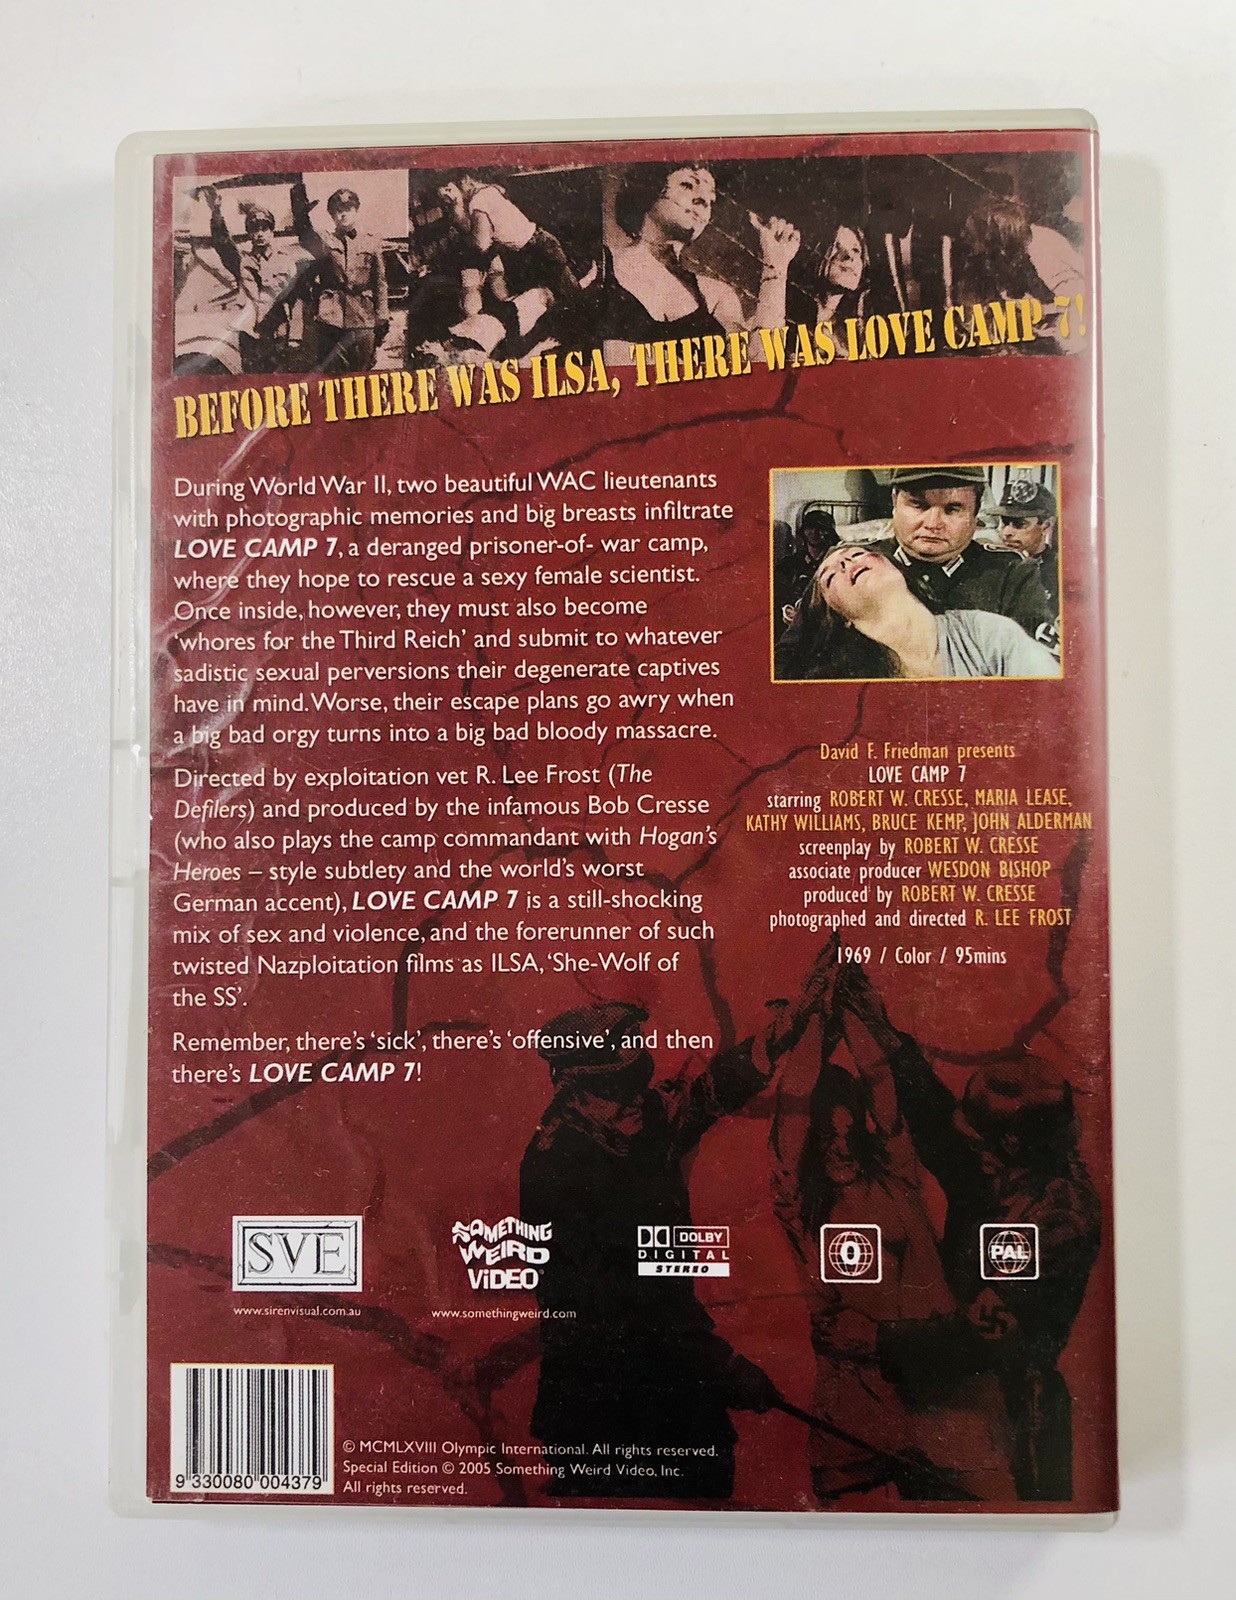 BEFORE THERE WAS ILSA, THERE WAS LOVE CAMP 7!
During World War II, two beautiful WAC lieutenants
with photographic memories and big breasts infiltrate
LOVE CAMP 7, a deranged prisoner-of- war camp,
where they hope to rescue a sexy female scientist.
Once inside, however, they must also become
'whores for the Third Reich' and submit to whatever
sadistic sexual perversions their degenerate captives
have in mind. Worse, their escape plans go awry when
a big bad orgy turns into a big bad bloody massacre.
Directed by exploitation vet R. Lee Frost (The
Defilers) and produced by the infamous Bob Cresse
(who also plays the camp commandant with Hogan's
Heroes – style subtlety and the world's worst
German accent), LOVE CAMP 7 is a still-shocking
mix of sex and violence, and the forerunner of such
twisted Nazploitation films as ILSA, 'She-Wolf of
the SS'.
Remember, there's 'sick', there's 'offensive', and then
there's LOVE CAMP 7!
David F. Friedman presents
LOVE CAMP 7
starring ROBERT W. CRESSE, MARIA LEASE,
KATHY WILLIAMS, BRUCE KEMP, JOHN ALDERMAN
screenplay by ROBERT W. CRESSE
associate producer WESDON BISHOP
produced by ROBERT W. CRESSE
photographed and directed R. LEE FROST
1969 / Color / 95mins
SVE
www.sirenvisual.com.au
SOMETHING
WEIRD
VIDEO
www.somethingweird.com
DOLBY
DIGITAL
STEREO
0
PAL
9 330080 004379
© MCMLXVIII Olympic International. All rights reserved.
Special Edition © 2005 Something Weird Video, Inc.
All rights reserved.